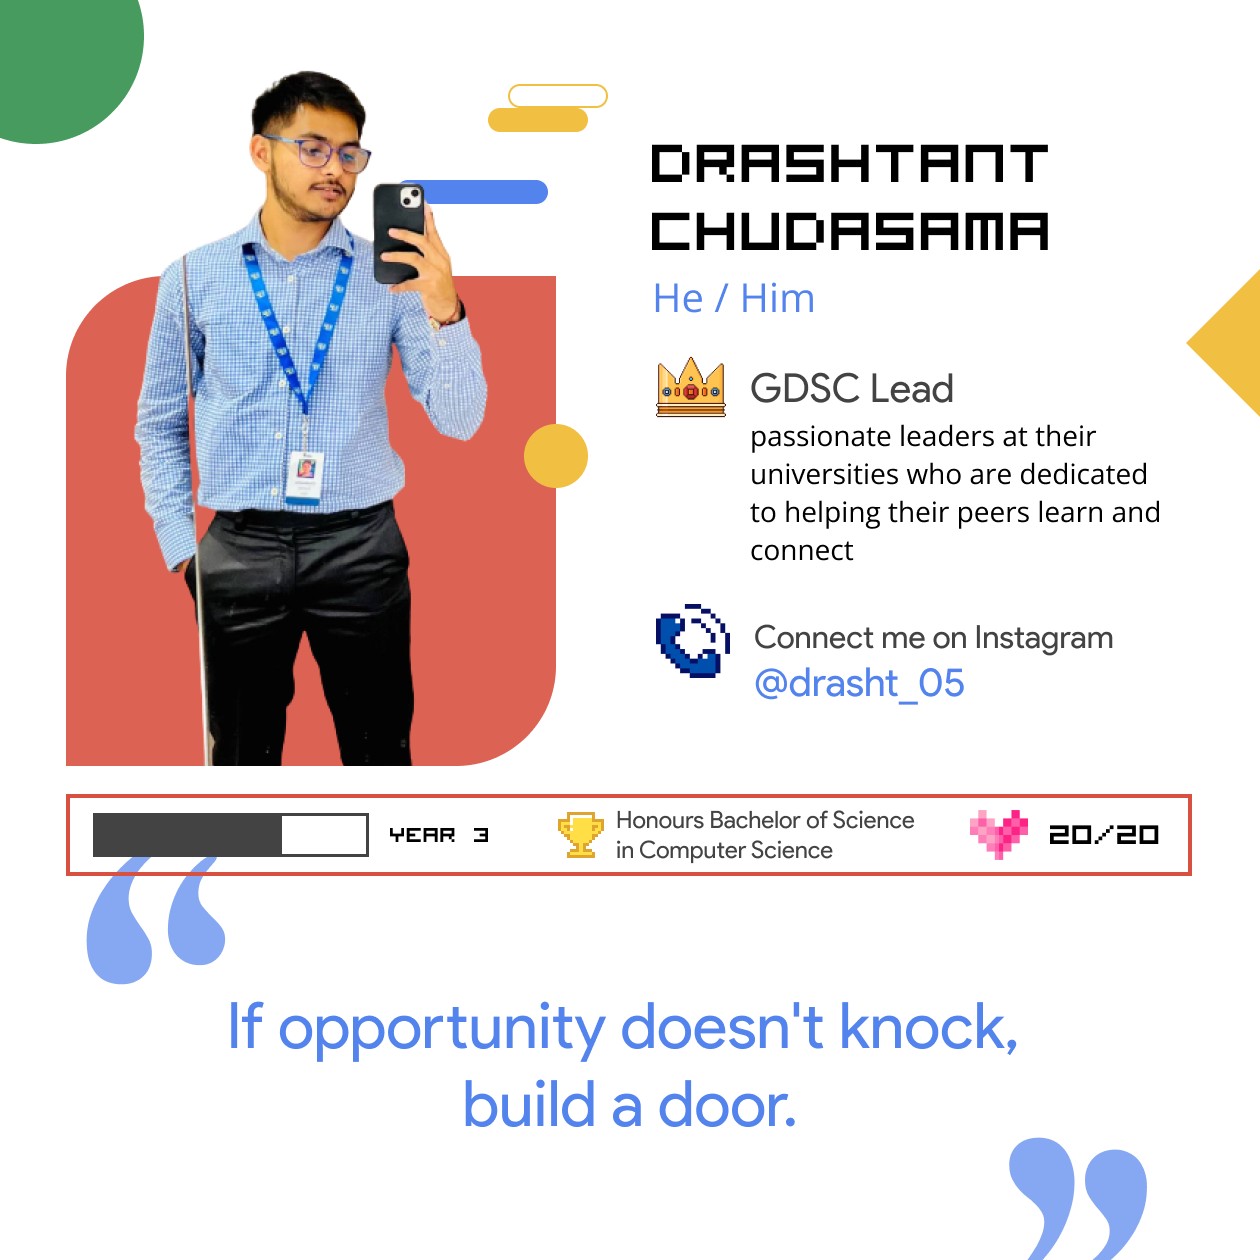 DRASHTANT
CHUDASAMA
He / Him
GDSC Lead
passionate leaders at their
universities who are dedicated
to helping their peers learn and
connect
Connect me on Instagram
@drasht_05
YEAR 3
Honours Bachelor of Science
in Computer Science
20/20
“
If opportunity doesn't knock,
build a door.
”